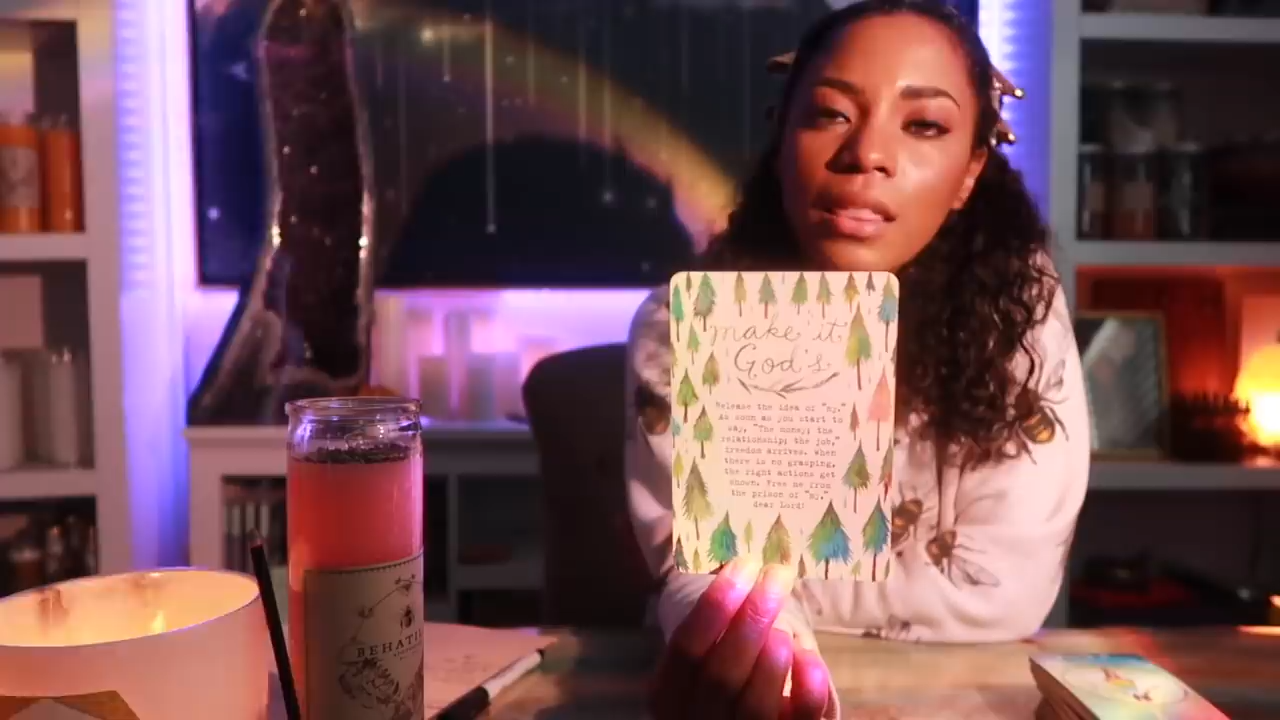 make it
God's
Release the idea of "my."
As soon as you start to
say, "The money; the
relationship; the job,"
freedom arrives. When
there is no grasping,
the right actions get
shown. Free me from
the prison of "my,"
dear Lord!
BEHATI